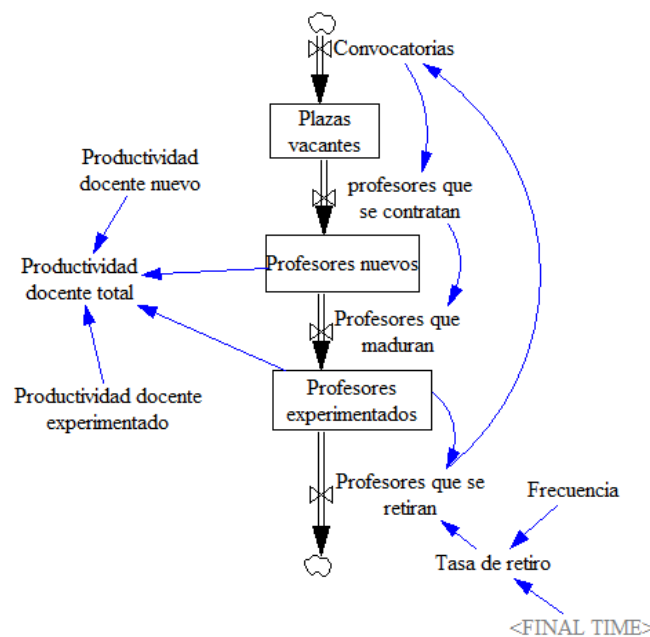 Convocatorias
Plazas
vacantes
Productividad
docente nuevo
profesores que
se contratan
Profesores nuevos
Productividad
docente total
Profesores que
maduran
Profesores
experimentados
Productividad docente
experimentado
Profesores que se
retiran
Frecuencia
Tasa de retiro
<FINAL TIME>